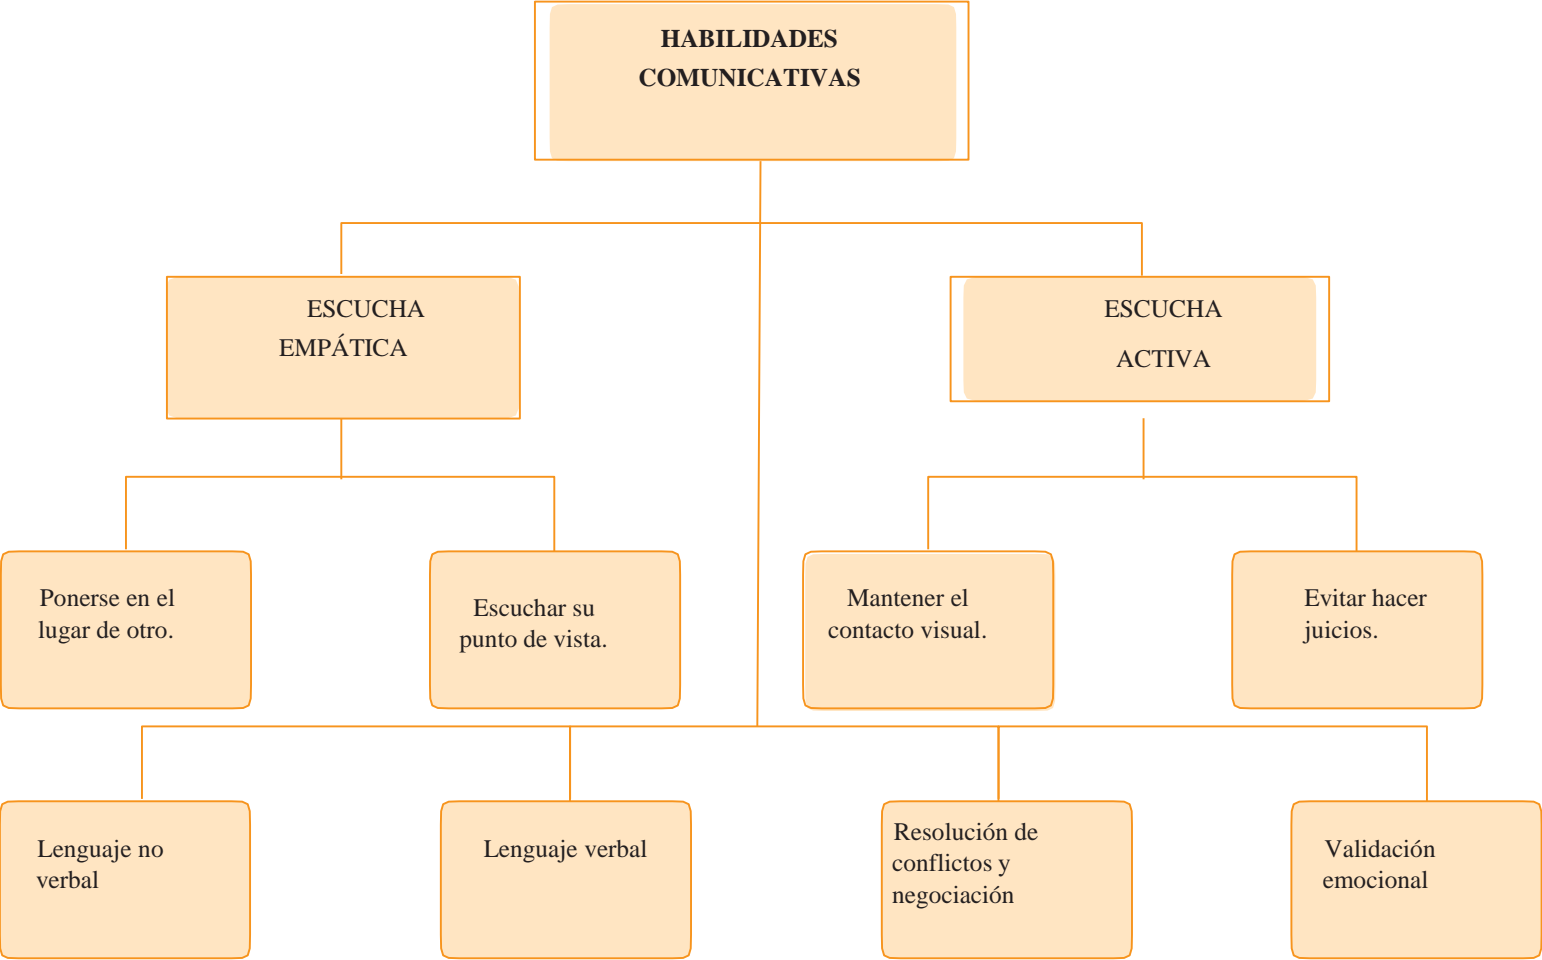 HABILIDADES
COMUNICATIVAS
ESCUCHA
EMPÁTICA
ESCUCHA
ACTIVA
Ponerse en el
lugar de otro.
Escuchar su
punto de vista.
Mantener el
contacto visual.
Evitar hacer
juicios.
Lenguaje no
verbal
Lenguaje verbal
Resolución de
conflictos y
negociación
Validación
emocional